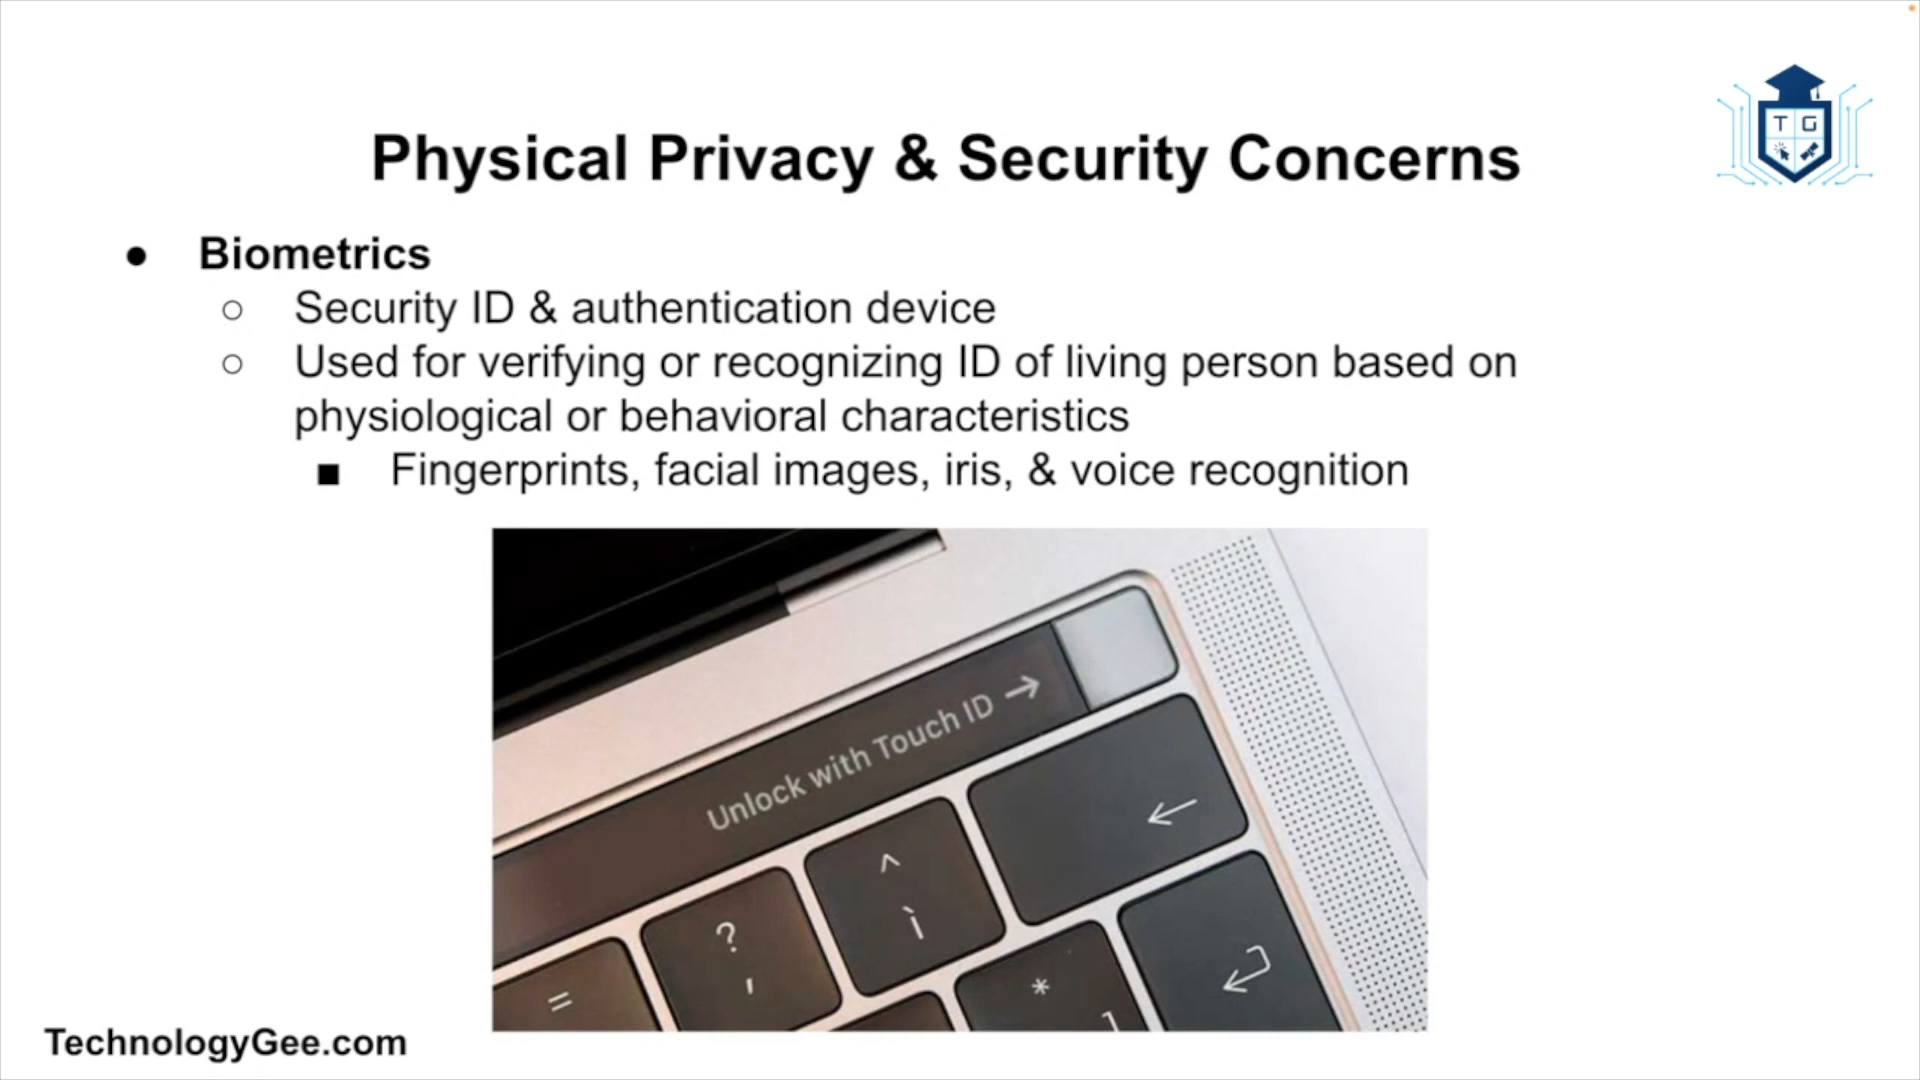 T G
Physical Privacy & Security Concerns
● Biometrics
○ Security ID & authentication device
○ Used for verifying or recognizing ID of living person based on
physiological or behavioral characteristics
■ Fingerprints, facial images, iris, & voice recognition
Unlock with Touch ID →
←
^
ì
?
'
=
*
]
TechnologyGee.com